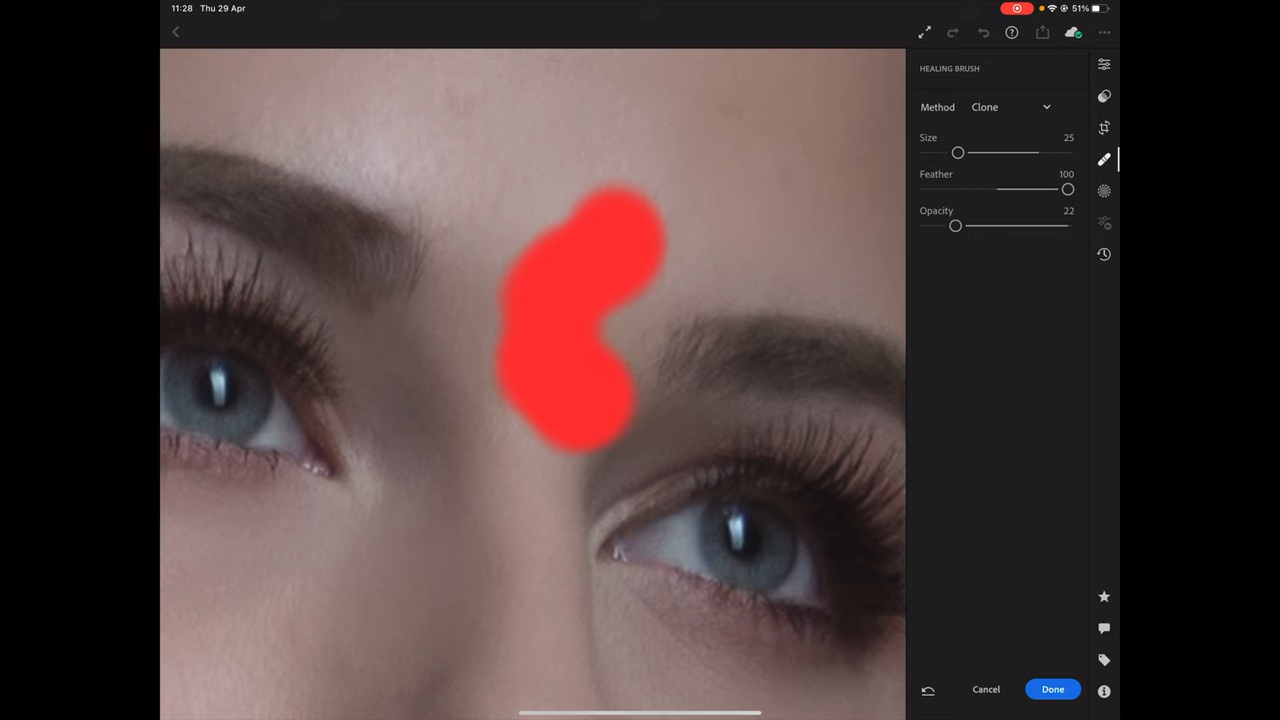 11:28 Thu 29 Apr
51%
HEALING BRUSH
Method Clone
Size 25
Feather 100
Opacity 22
Cancel Done